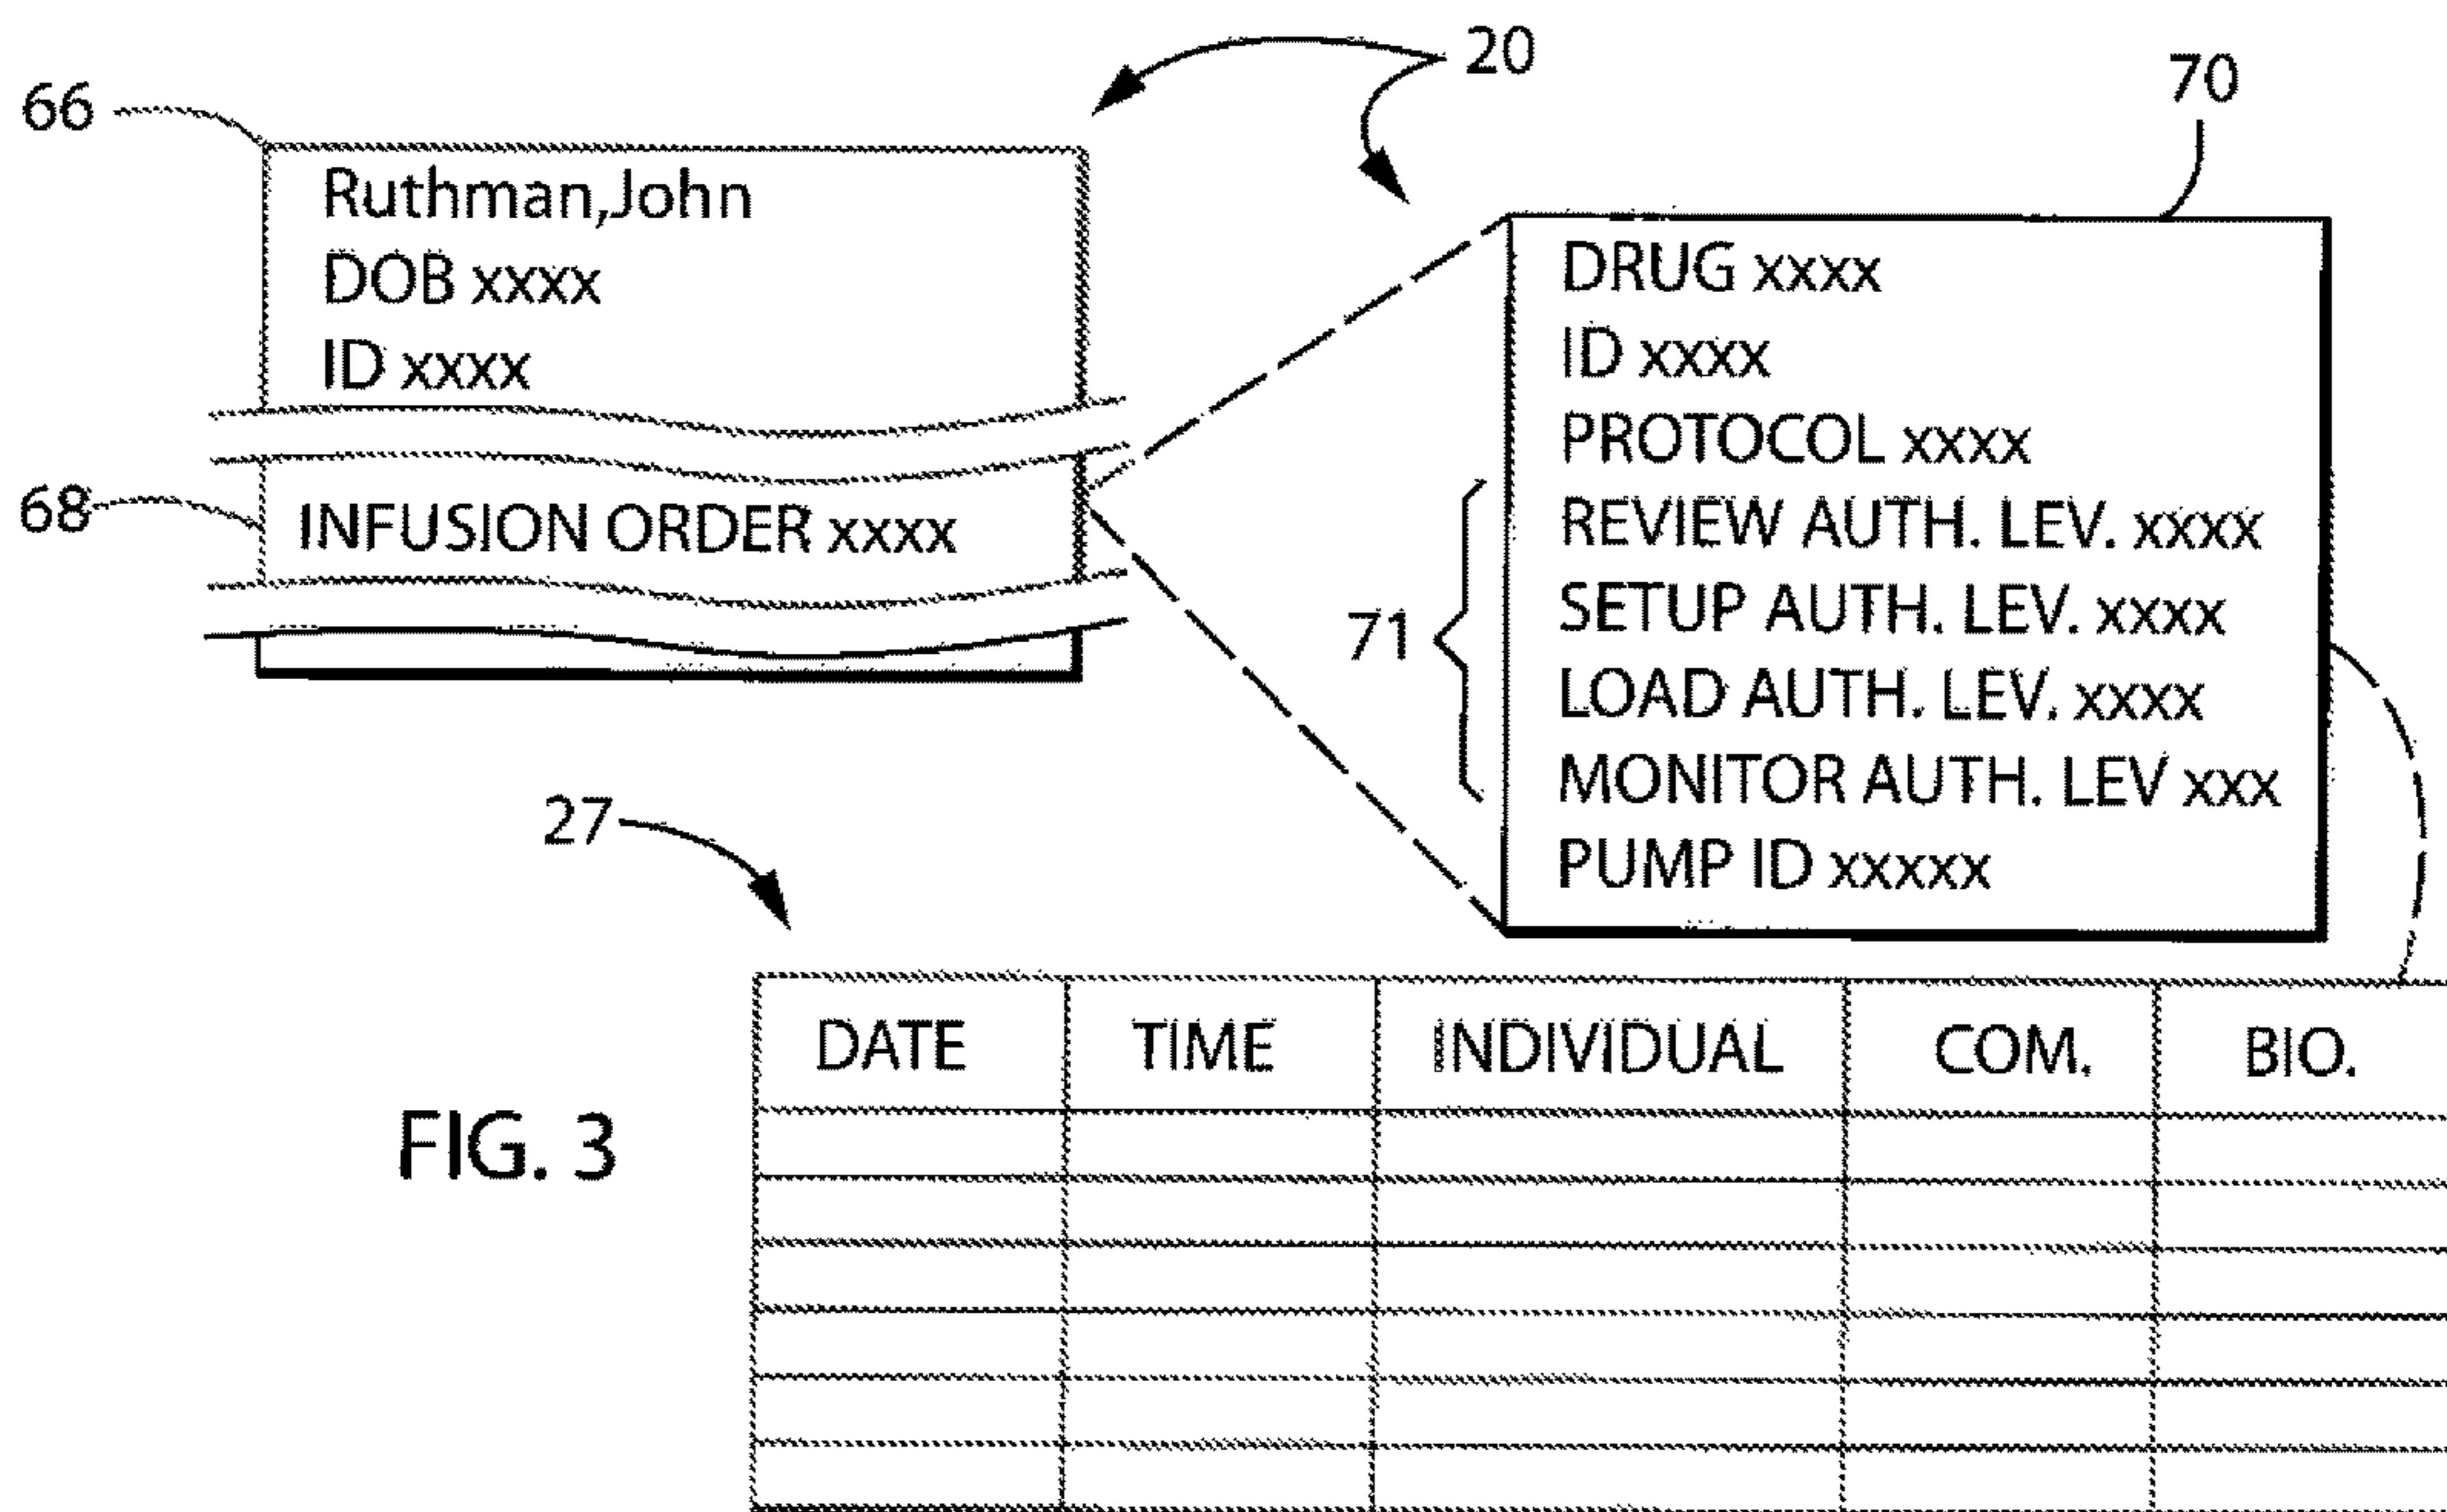 20
70
66
Ruthman,John
DOB xxxx
ID xxxx
68
INFUSION ORDER xxxx
DRUG xxxx
ID xxxx
PROTOCOL xxxx
REVIEW AUTH. LEV. xxxx
SETUP AUTH. LEV. xxxx
LOAD AUTH. LEV. xxxx
MONITOR AUTH. LEV xxx
PUMP ID xxxxx
71
27
DATE TIME INDIVIDUAL COM. BIO.
FIG. 3